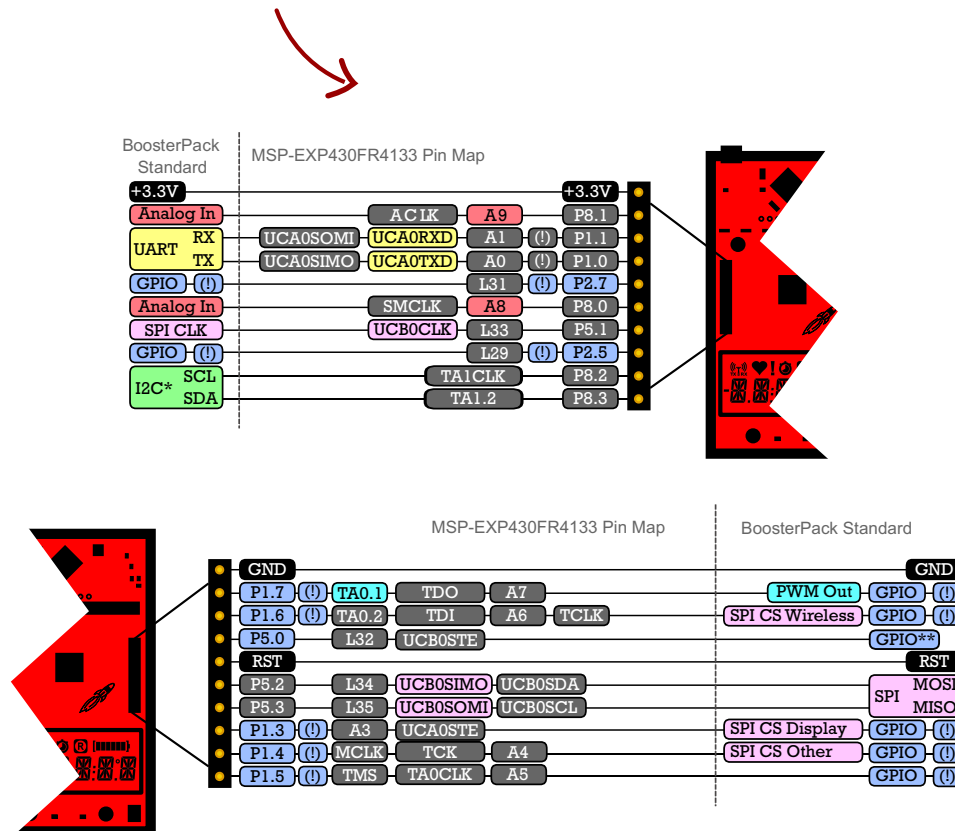 BoosterPack
Standard
MSP-EXP430FR4133 Pin Map
+3.3V +3.3V
Analog In ACLK A9 P8.1
UART
RX UCA0SOMI UCA0RXD A1 (!) P1.1
TX UCA0SIMO UCA0TXD A0 (!) P1.0
GPIO (!) L31 (!) P2.7
Analog In SMCLK A8 P8.0
SPI CLK UCB0CLK L33 P5.1
GPIO (!) L29 (!) P2.5
I2C*
SCL TA1CLK P8.2
SDA TA1.2 P8.3
MSP-EXP430FR4133 Pin Map BoosterPack Standard
GND GND
P1.7 (!) TA0.1 TDO A7 PWM Out GPIO (!)
P1.6 (!) TA0.2 TDI A6 TCLK SPI CS Wireless GPIO (!)
P5.0 L32 UCB0STE GPIO**
RST RST
SPI
P5.2 L34 UCB0SIMO UCB0SDA MOSI
P5.3 L35 UCB0SOMI UCB0SCL MISO
P1.3 (!) A3 UCA0STE SPI CS Display GPIO (!)
P1.4 (!) MCLK TCK A4 SPI CS Other GPIO (!)
P1.5 (!) TMS TA0CLK A5 GPIO (!)